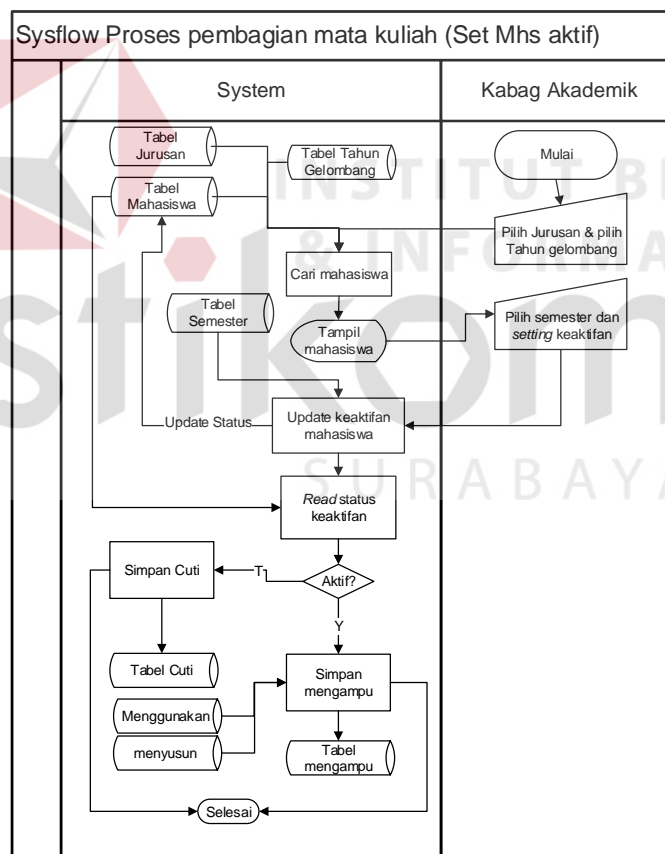 Sysflow Proses pembagian mata kuliah (Set Mhs aktif)
System
Kabag Akademik
Tabel
Jurusan
Tabel Tahun
Gelombang
Mulai
Tabel
Mahasiswa
Pilih Jurusan & pilih
Tahun gelombang
Cari mahasiswa
Tabel
Semester
Tampil
mahasiswa
Pilih semester dan
setting keaktifan
Update Status
Update keaktifan
mahasiswa
Read status
keaktifan
Simpan Cuti
T
Aktif?
Y
Tabel Cuti
Simpan
mengampu
Menggunakan
menyusun
Tabel
mengampu
Selesai
INSTITUT BI
& INFORMA
stikom
SURABAYA